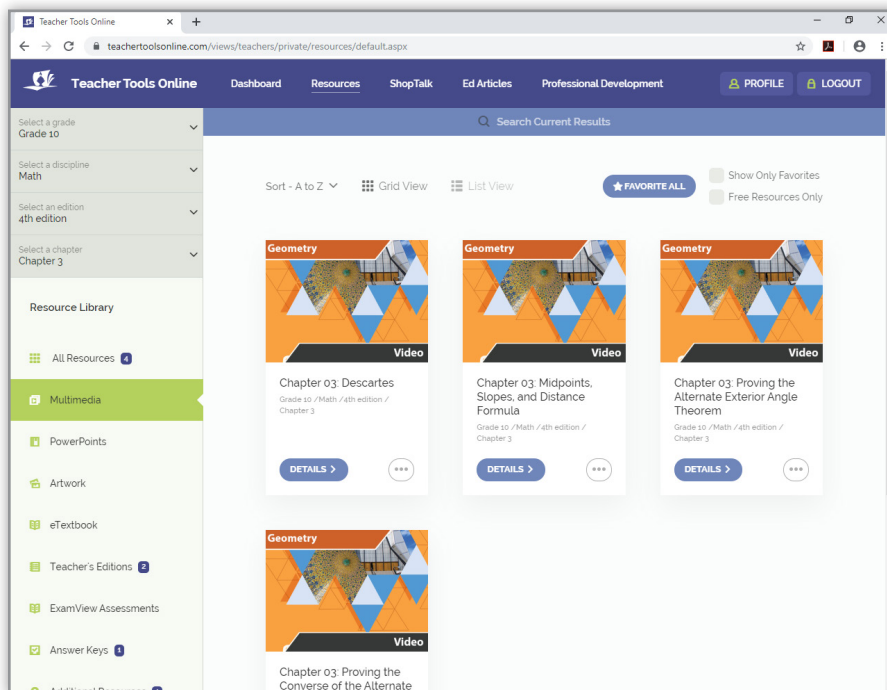 Teacher Tools Online
teachertoolsonline.com/views/teachers/private/resources/default.aspx
Teacher Tools Online
Dashboard
Resources
ShopTalk
Ed Articles
Professional Development
PROFILE
LOGOUT
Select a grade
Grade 10
Select a discipline
Math
Select an edition
4th edition
Select a chapter
Chapter 3
Resource Library
All Resources 4
Multimedia
PowerPoints
Artwork
eTextbook
Teacher's Editions 2
ExamView Assessments
Answer Keys 1
Additional Resources
Search Current Results
Sort - A to Z
Grid View
List View
FAVORITE ALL
Show Only Favorites
Free Resources Only
Geometry
Video
Chapter 03: Descartes
Grade 10 /Math /4th edition /
Chapter 3
DETAILS >
Geometry
Video
Chapter 03: Midpoints,
Slopes, and Distance
Formula
Grade 10 /Math /4th edition /
Chapter 3
DETAILS >
Geometry
Video
Chapter 03: Proving the
Alternate Exterior Angle
Theorem
Grade 10 /Math /4th edition /
Chapter 3
DETAILS >
Geometry
Video
Chapter 03: Proving the
Converse of the Alternate